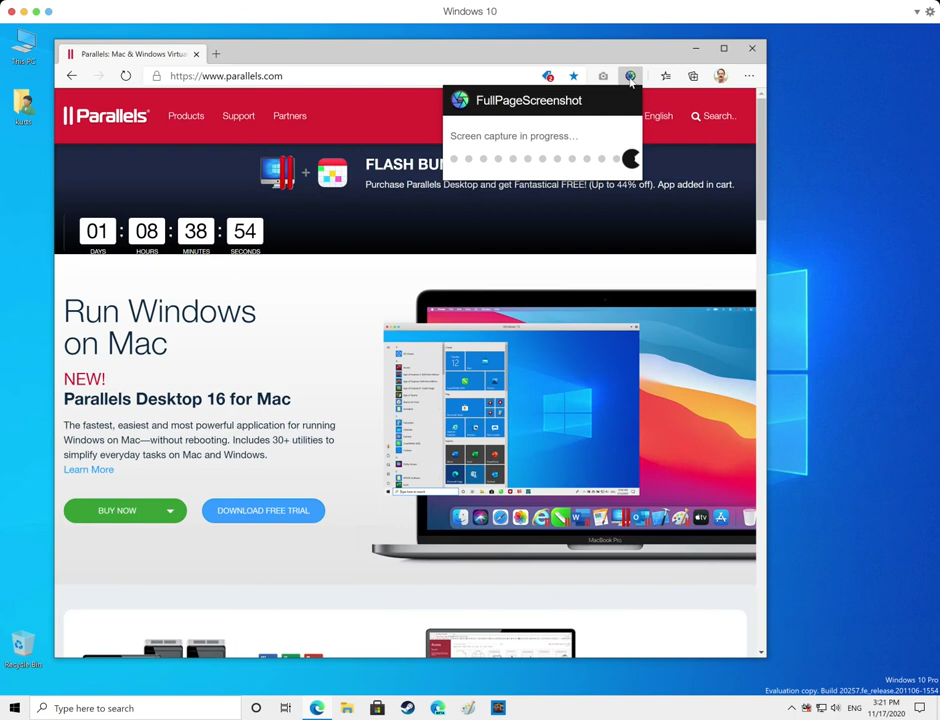 Windows 10
This PC
Parallels: Mac & Windows Virtu
https://www.parallels.com
2
FullPageScreenshot
Screen capture in progress...
Parallels®
Products
Support
Partners
English
Search..
FLASH BUN
Purchase Parallels Desktop and get Fantastical FREE! (Up to 44% off). App added in cart.
01 : 08 : 38 : 54
DAYS HOURS MINUTES SECONDS
Run Windows
on Mac
NEW!
Parallels Desktop 16 for Mac
The fastest, easiest and most powerful application for running
Windows on Mac—without rebooting. Includes 30+ utilities to
simplify everyday tasks on Mac and Windows.
Learn More
BUY NOW
DOWNLOAD FREE TRIAL
MacBook Pro
Recycle Bin
Windows 10 Pro
Evaluation copy. Build 20257.fe_release.201106-1554
Type here to search
ENG
3:21 PM
11/17/2020